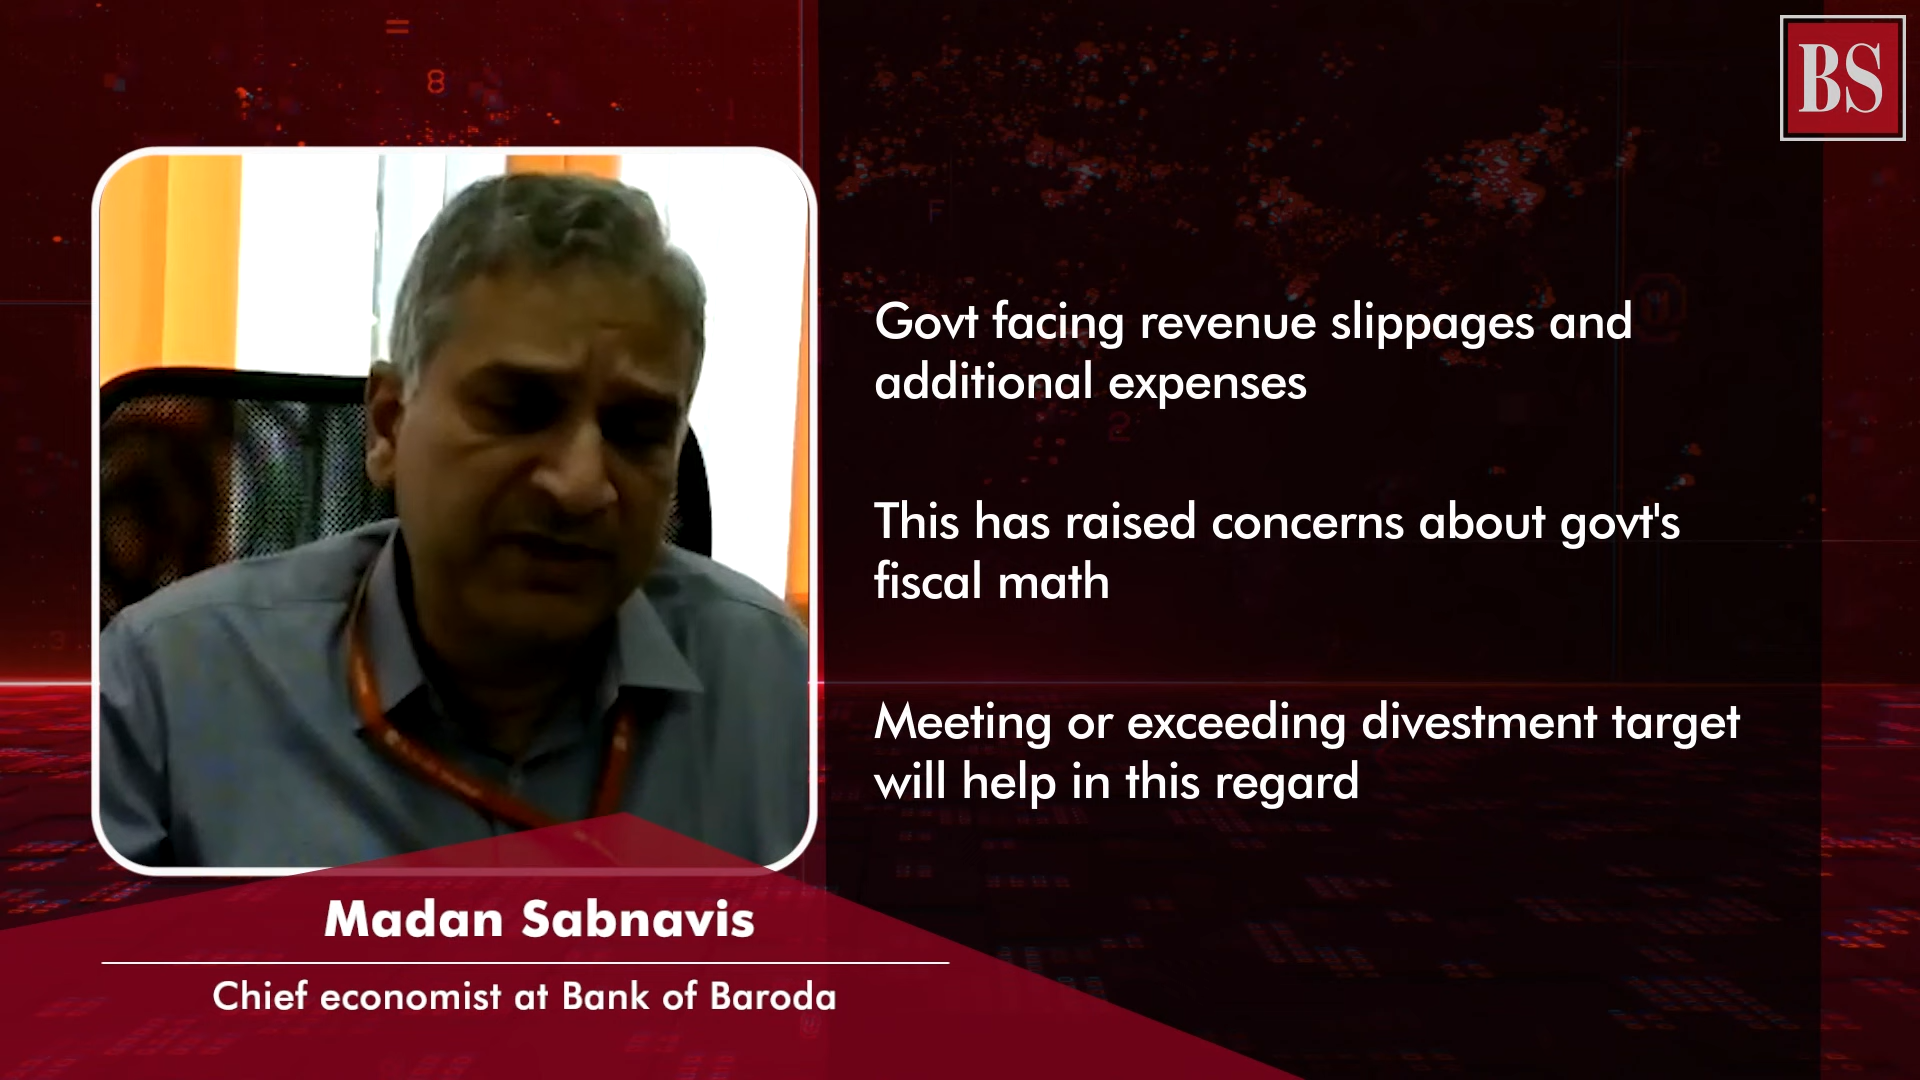 BS
Govt facing revenue slippages and
additional expenses
This has raised concerns about govt's
fiscal math
Meeting or exceeding divestment target
will help in this regard
Madan Sabnavis
Chief economist at Bank of Baroda